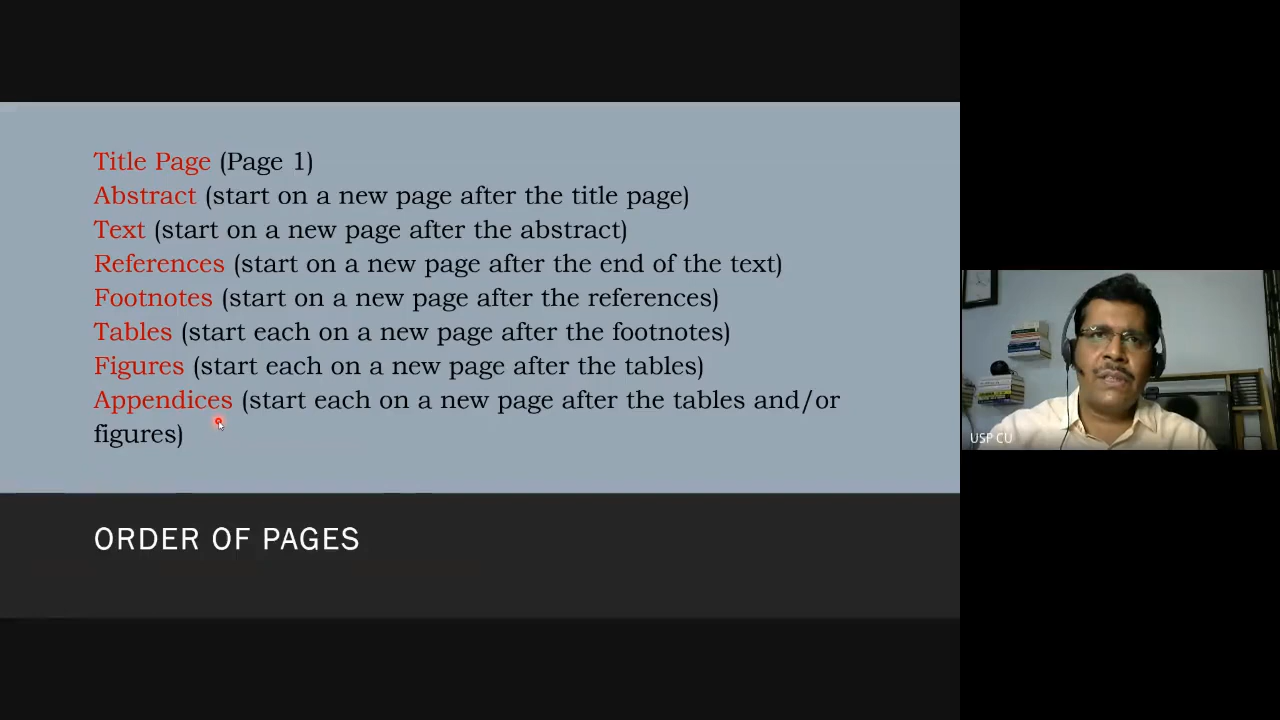 Title Page (Page 1)
Abstract (start on a new page after the title page)
Text (start on a new page after the abstract)
References (start on a new page after the end of the text)
Footnotes (start on a new page after the references)
Tables (start each on a new page after the footnotes)
Figures (start each on a new page after the tables)
Appendices (start each on a new page after the tables and/or
figures)
ORDER OF PAGES
USP CU